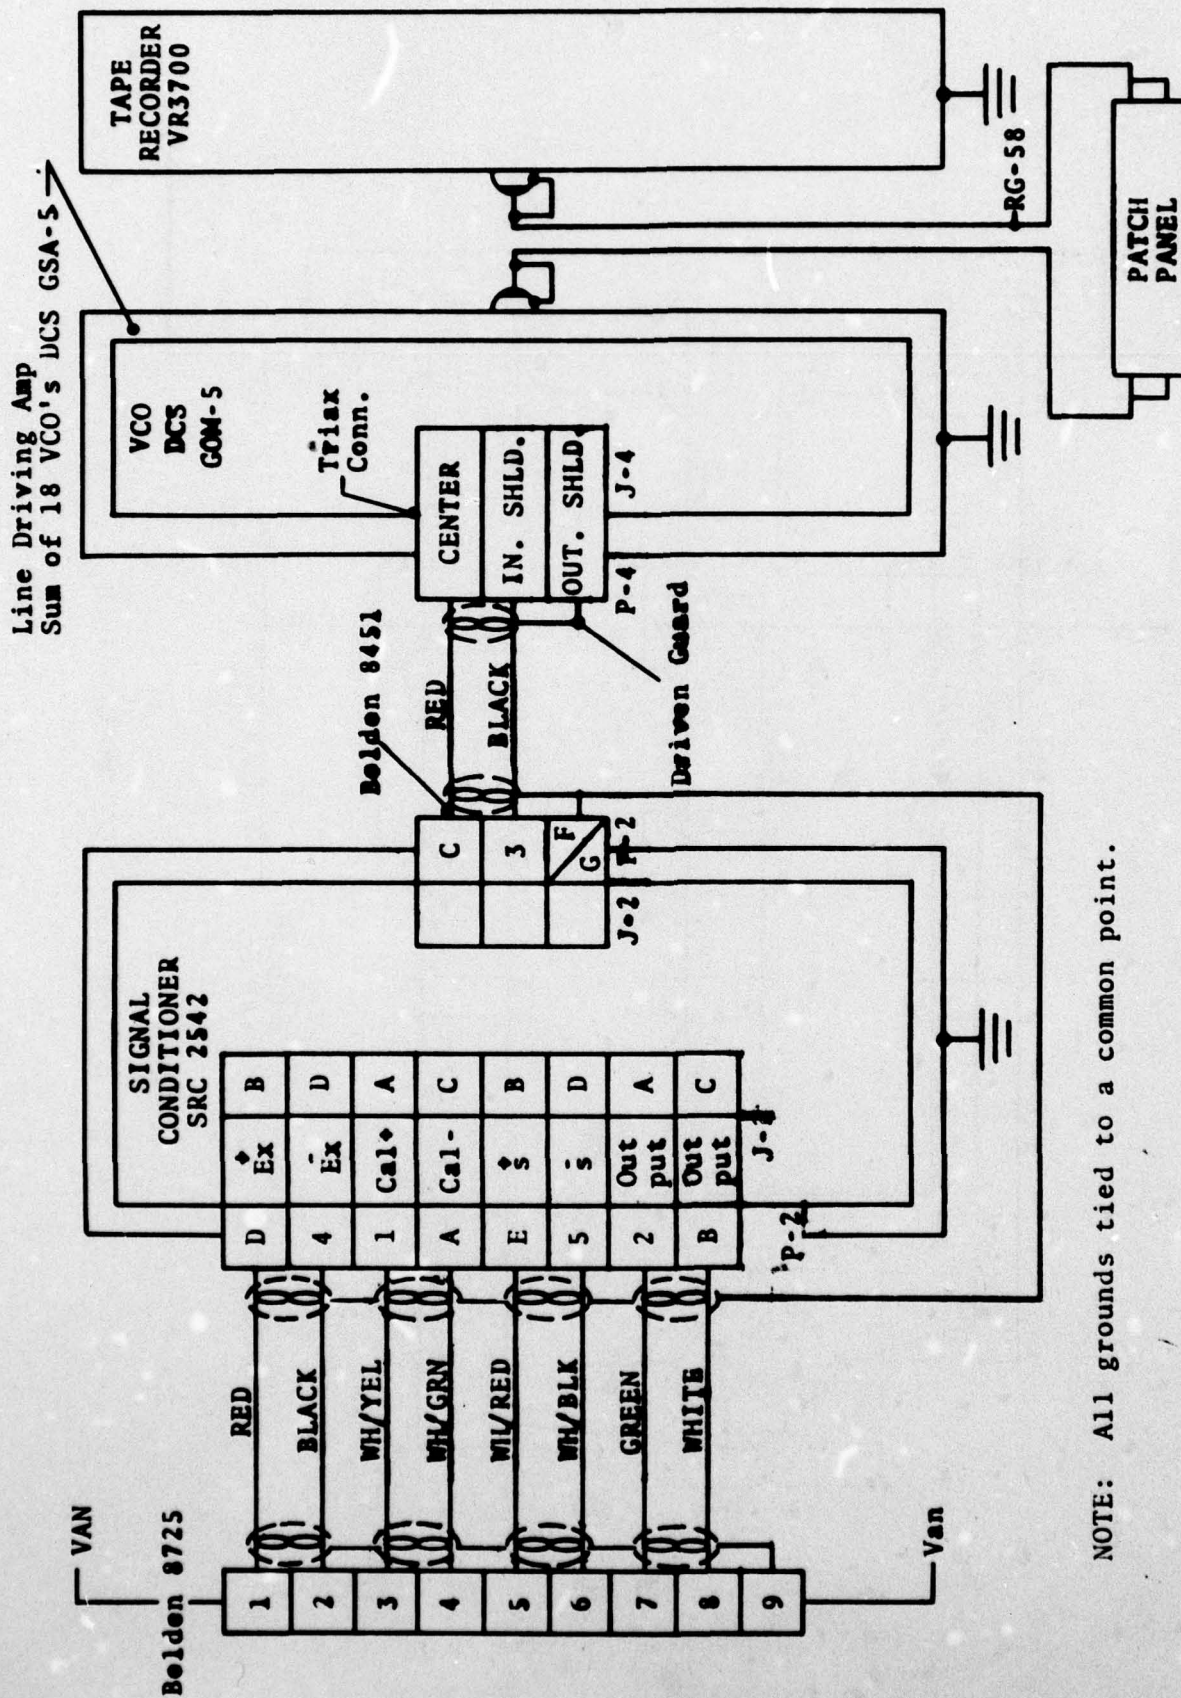 Line Driving Amp
Sum of 18 VCO's DCS GSA-5
TAPE
RECORDER
VR3700
VCO
DCS
GOM-5
Triax
Conn.
CENTER
IN. SHLD.
OUT. SHLD.
P-4
J-4
RG-58
PATCH
PANEL
Driven Guard
Belden 8451
RED
BLACK
SIGNAL
CONDITIONER
SRC 2542
C
3
F
G
J-2
P-2
D
+
Ex
B
4
-
Ex
D
1
Cal+
A
A
Cal-
C
E
+
s
B
5
-
s
D
2
Out
put
A
B
Out
put
C
P-2
VAN
Belden 8725
RED
BLACK
WH/YEL
WH/GRN
WH/RED
WH/BLK
GREEN
WHITE
1
2
3
4
5
6
7
8
9
Van
NOTE: All grounds tied to a common point.